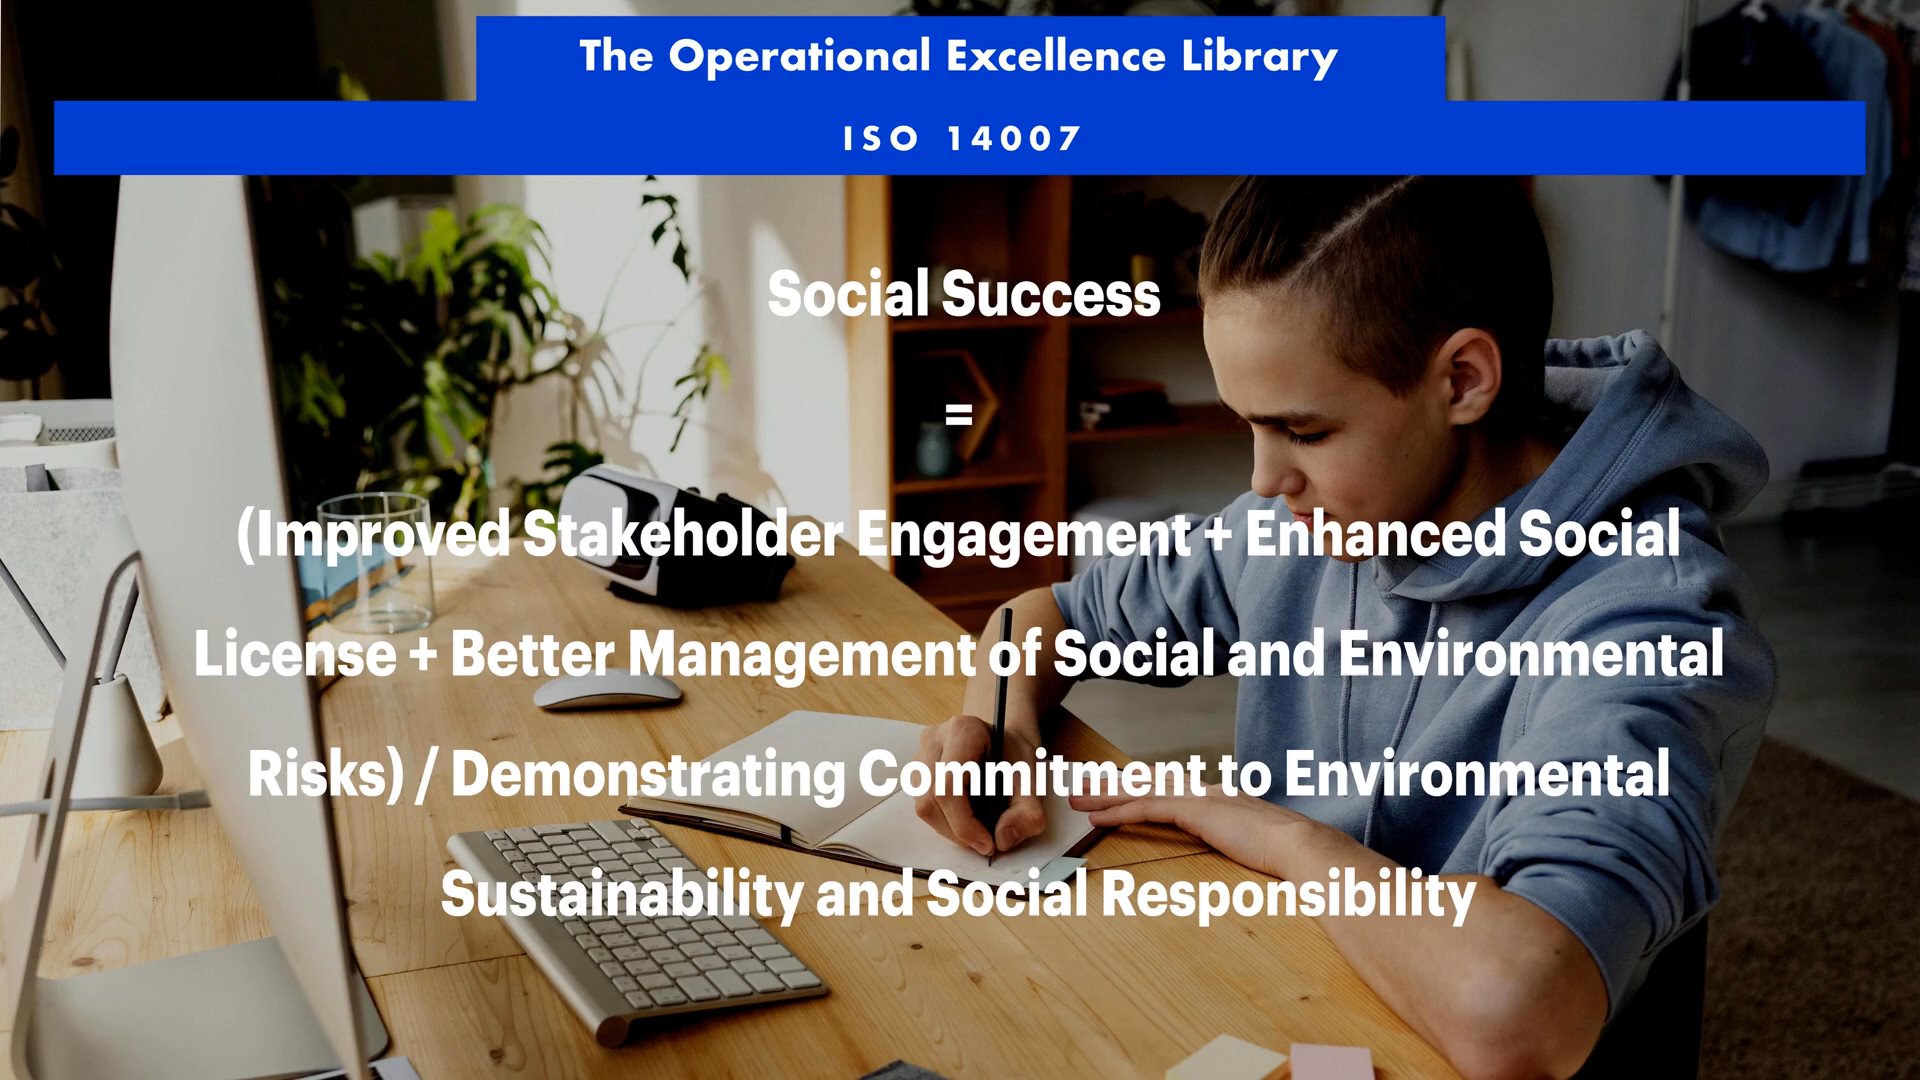 The Operational Excellence Library
ISO 14007
Social Success
=
(Improved Stakeholder Engagement + Enhanced Social
License + Better Management of Social and Environmental
Risks) / Demonstrating Commitment to Environmental
Sustainability and Social Responsibility